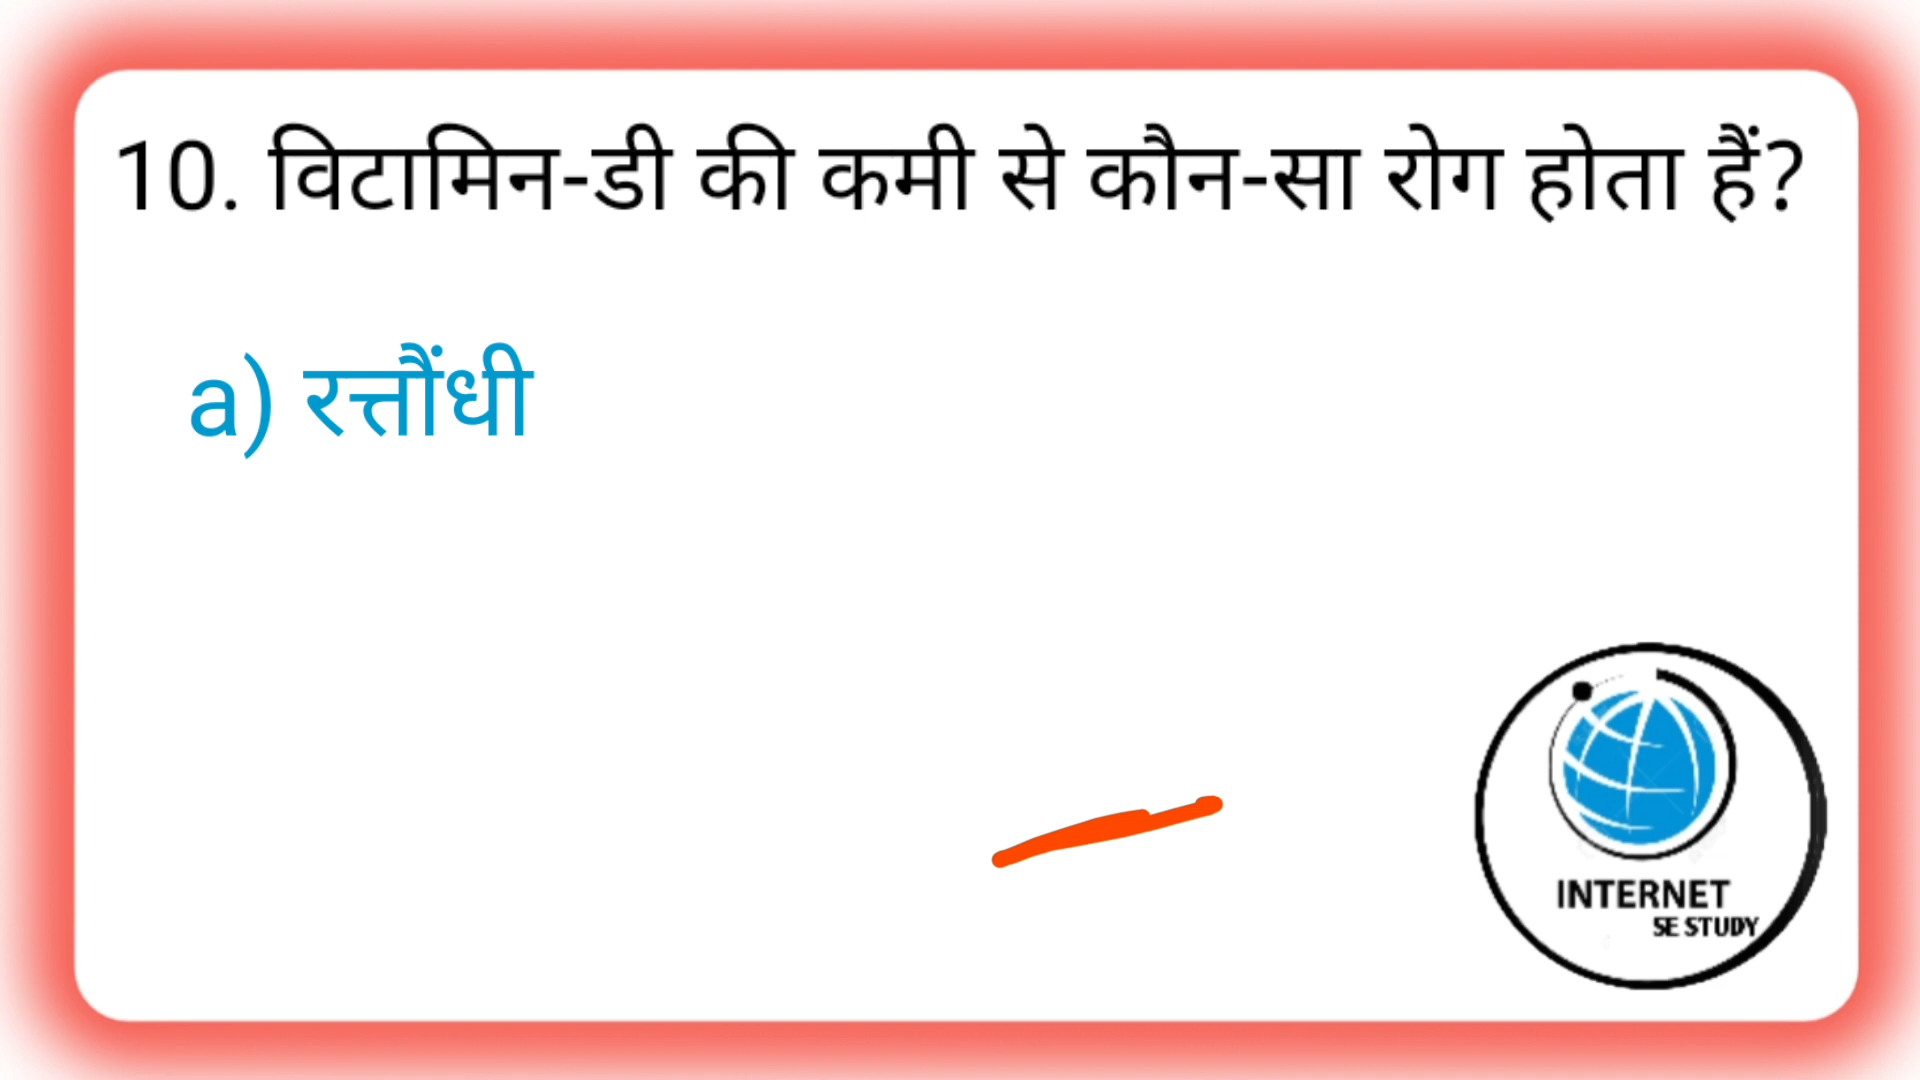 10. विटामिन-डी की कमी से कौन-सा रोग होता हैं?
a) रत्तौंधी
INTERNET
SE STUDY